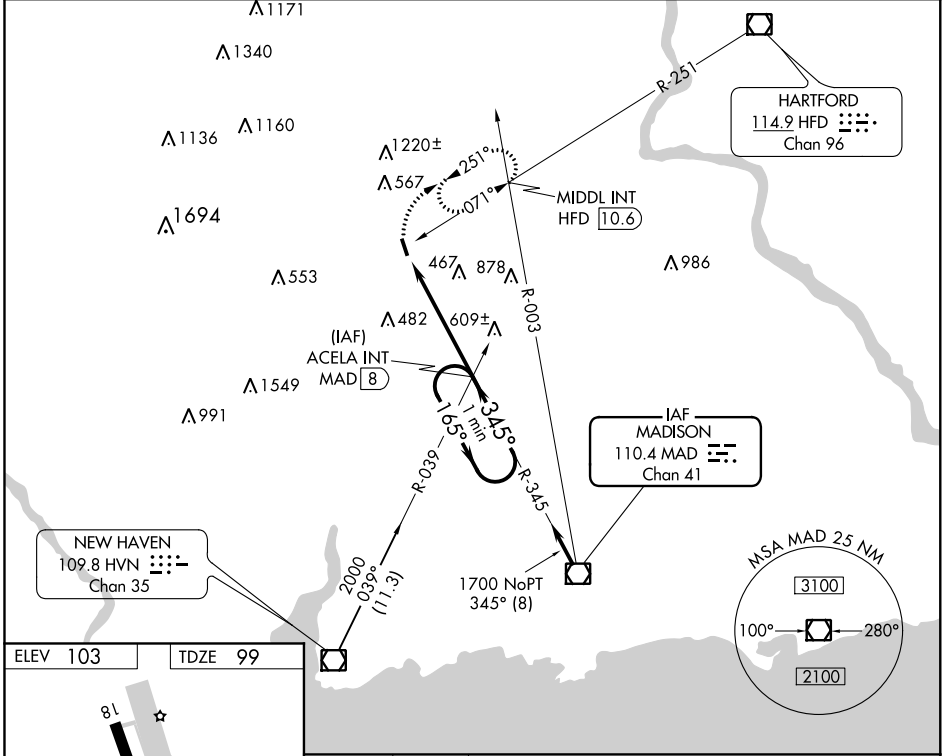 1171
1340
1136
1160
1220±
567
1694
R-251
HARTFORD
114.9 HFD
Chan 96
251°
071°
MIDDL INT
HFD 10.6
467
878
986
553
R-003
482
609±
(IAF)
ACELA INT
MAD 8
1549
991
165°
1 min
345°
IAF
MADISON
110.4 MAD
Chan 41
R-039
R-345
NEW HAVEN
109.8 HVN
Chan 35
2000
039°
(11.3)
1700 NoPT
345° (8)
MSA MAD 25 NM
3100
100°
280°
2100
ELEV 103
TDZE 99
18